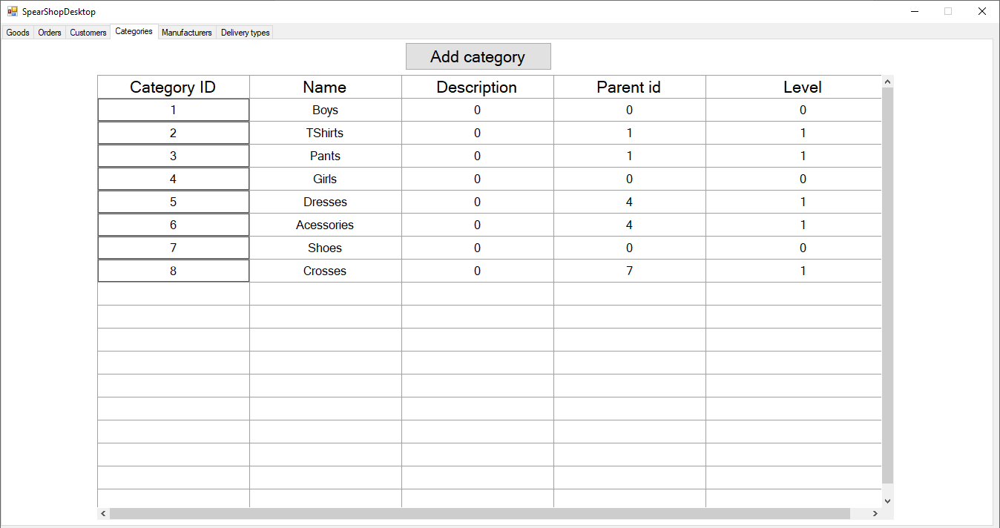 SpearShopDesktop
Goods Orders Customers Categories Manufacturers Delivery types
Add category
Category ID Name Description Parent id Level
1 Boys 0 0 0
2 TShirts 0 1 1
3 Pants 0 1 1
4 Girls 0 0 0
5 Dresses 0 4 1
6 Acessories 0 4 1
7 Shoes 0 0 0
8 Crosses 0 7 1